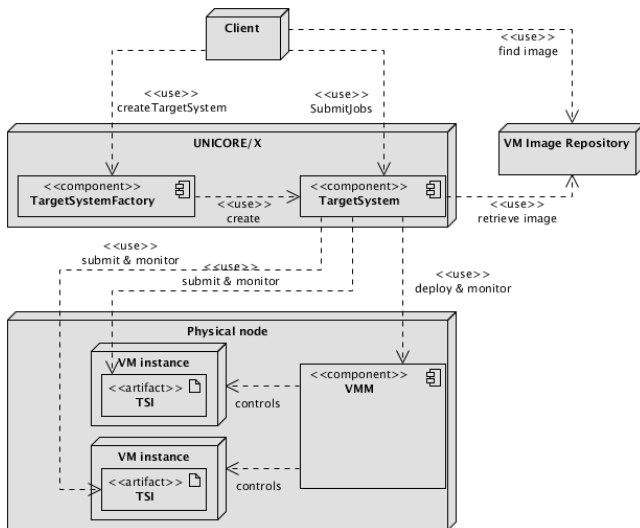 Client
<<use>>
find image
<<use>>
createTargetSystem
<<use>>
SubmitJobs
UNICORE/X
VM Image Repository
<<component>>
TargetSystemFactory
<<use>>
create
<<component>>
TargetSystem
<<use>>
retrieve image
<<use>>
submit & monitor
<<use>>
submit & monitor
<<use>>
deploy & monitor
Physical node
VM instance
<<artifact>>
TSI
controls
<<component>>
VMM
VM instance
<<artifact>>
TSI
controls